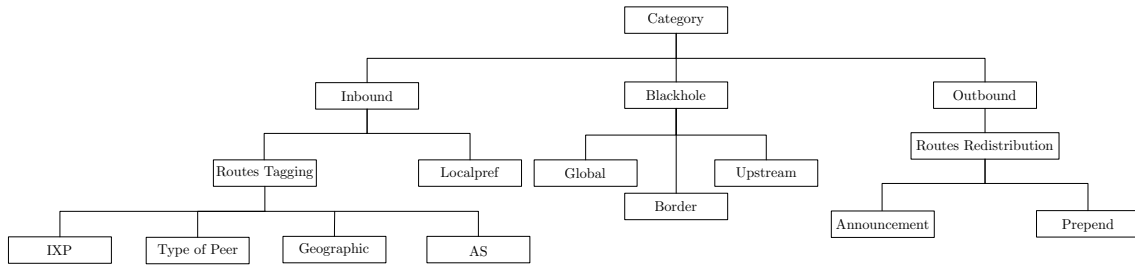 Category
Inbound
Blackhole
Outbound
Routes Redistribution
Routes Tagging
Localpref
Global
Upstream
Border
Announcement
Prepend
IXP
Type of Peer
Geographic
AS